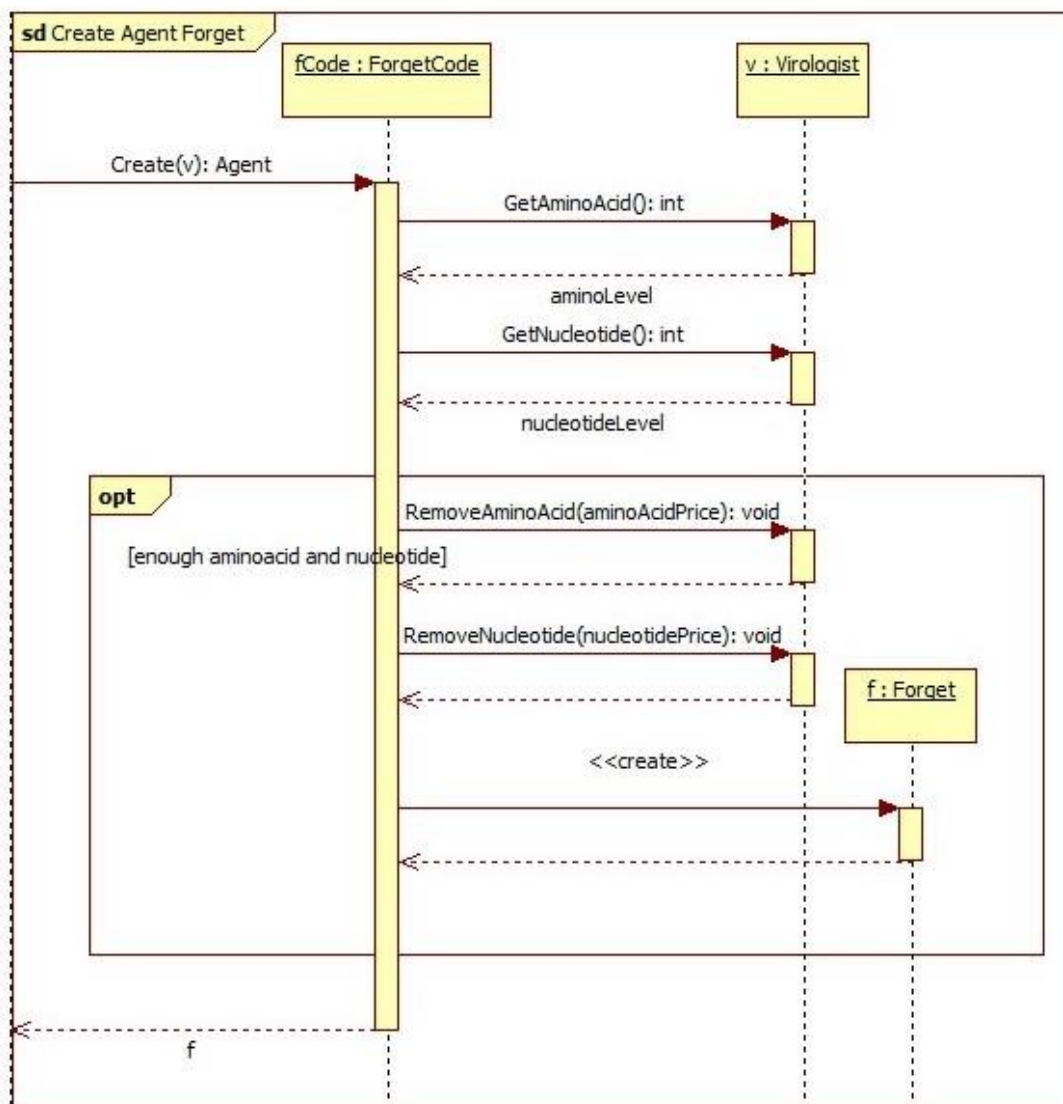 sd Create Agent Forget
fCode : ForgetCode
v : Virologist
Create(v): Agent
GetAminoAcid(): int
aminoLevel
GetNucleotide(): int
nucleotideLevel
opt
RemoveAminoAcid(aminoAcidPrice): void
[enough aminoacid and nucleotide]
RemoveNucleotide(nucleotidePrice): void
f : Forget
<<create>>
f